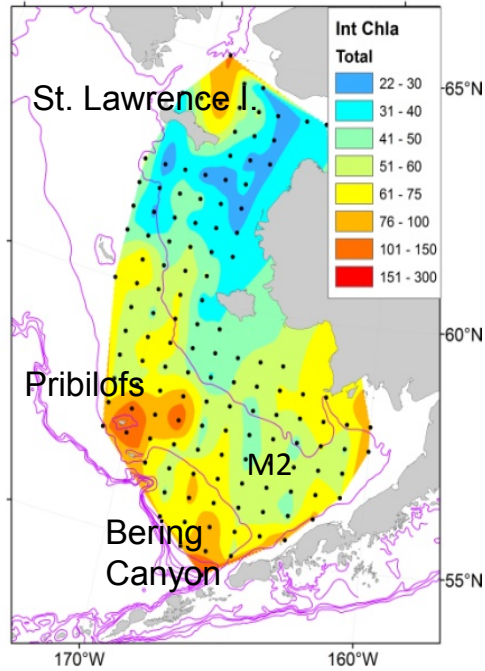 Int Chla
Total
22 - 30
31 - 40
41 - 50
51 - 60
61 - 75
76 - 100
101 - 150
151 - 300
St. Lawrence I.
65°N
60°N
Pribilofs
M2
Bering
Canyon
55°N
170°W
160°W